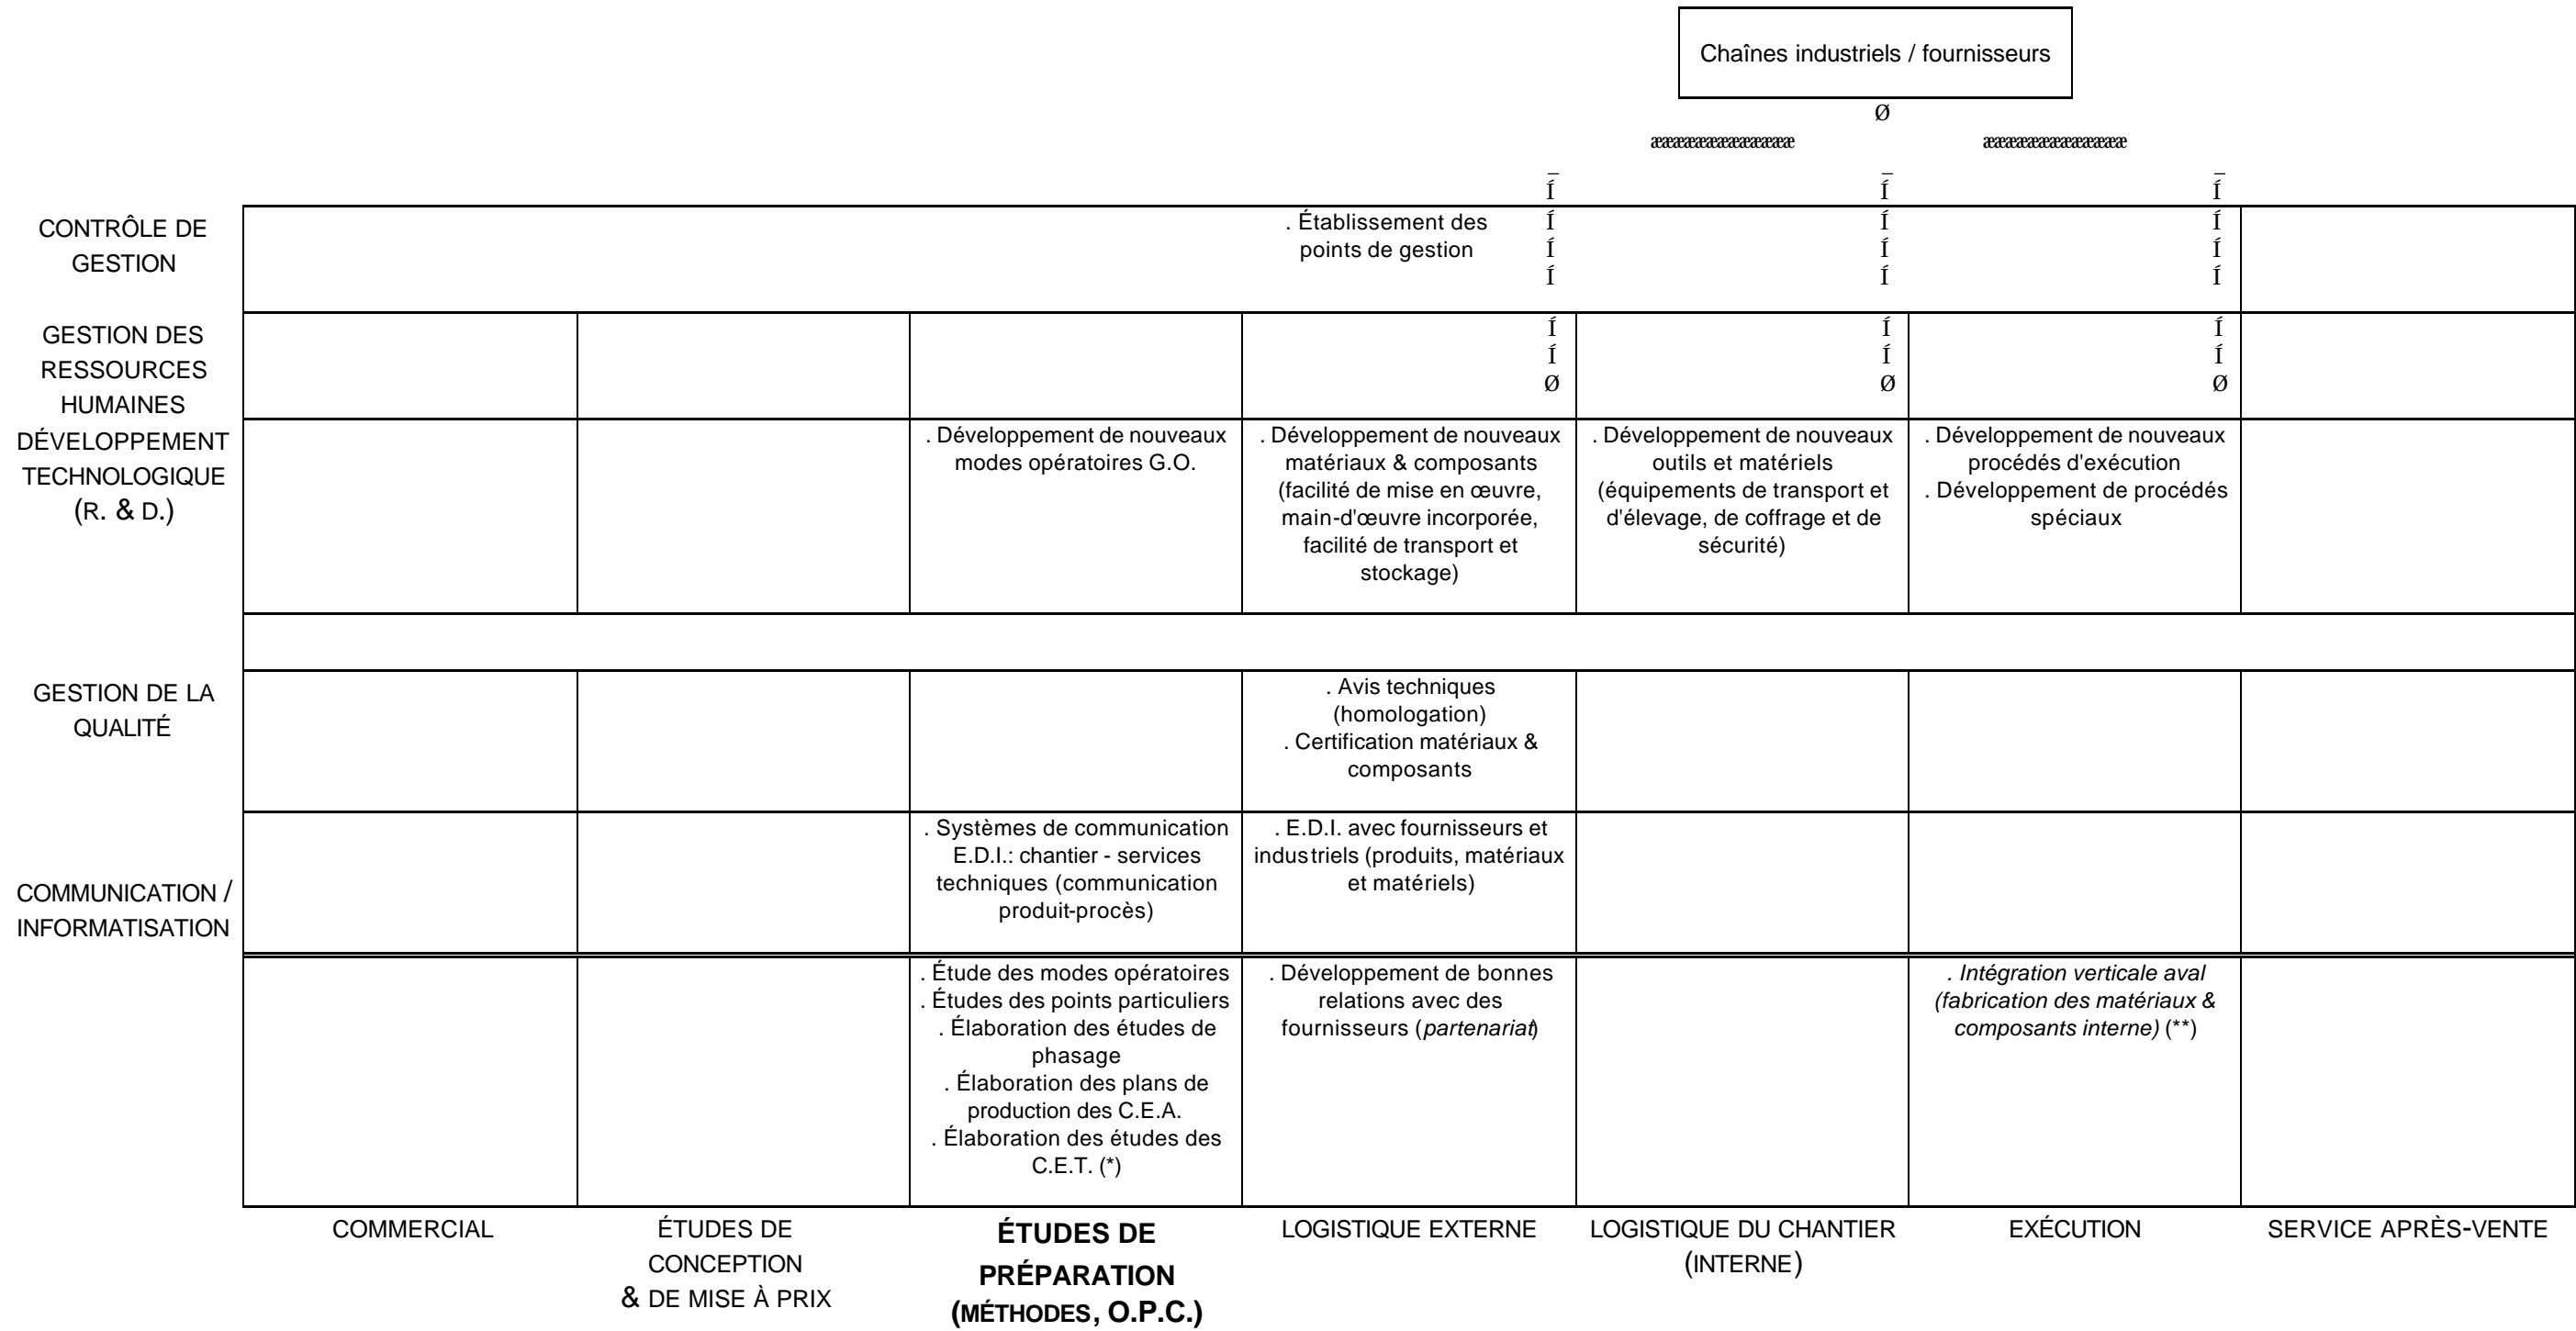 Chaînes industriels / fournisseurs
Ø
æææææææææææææ æææææææææææææ
Í Í Í
CONTRÔLE DE
GESTION
. Établissement des
points de gestion
Í Í Í
Í Í Í
Í Í Í
GESTION DES
RESSOURCES
HUMAINES
Í Í Í
Í Í Í
Ø Ø Ø
DÉVELOPPEMENT
TECHNOLOGIQUE
(R. & D.)
. Développement de nouveaux
modes opératoires G.O.
. Développement de nouveaux
matériaux & composants
(facilité de mise en œuvre,
main-d'œuvre incorporée,
facilité de transport et
stockage)
. Développement de nouveaux
outils et matériels
(équipements de transport et
d'élevage, de coffrage et de
sécurité)
. Développement de nouveaux
procédés d'exécution
. Développement de procédés
spéciaux
GESTION DE LA
QUALITÉ
. Avis techniques
(homologation)
. Certification matériaux &
composants
COMMUNICATION /
INFORMATISATION
. Systèmes de communication
E.D.I.: chantier - services
techniques (communication
produit-procès)
. E.D.I. avec fournisseurs et
industriels (produits, matériaux
et matériels)
. Étude des modes opératoires
. Études des points particuliers
. Élaboration des études de
phasage
. Élaboration des plans de
production des C.E.A.
. Élaboration des études des
C.E.T. (*)
. Développement de bonnes
relations avec des
fournisseurs (partenariat)
. Intégration verticale aval
(fabrication des matériaux &
composants interne) (**)
COMMERCIAL
ÉTUDES DE
CONCEPTION
& DE MISE À PRIX
ÉTUDES DE
PRÉPARATION
(MÉTHODES, O.P.C.)
LOGISTIQUE EXTERNE
LOGISTIQUE DU CHANTIER
(INTERNE)
EXÉCUTION
SERVICE APRÈS-VENTE